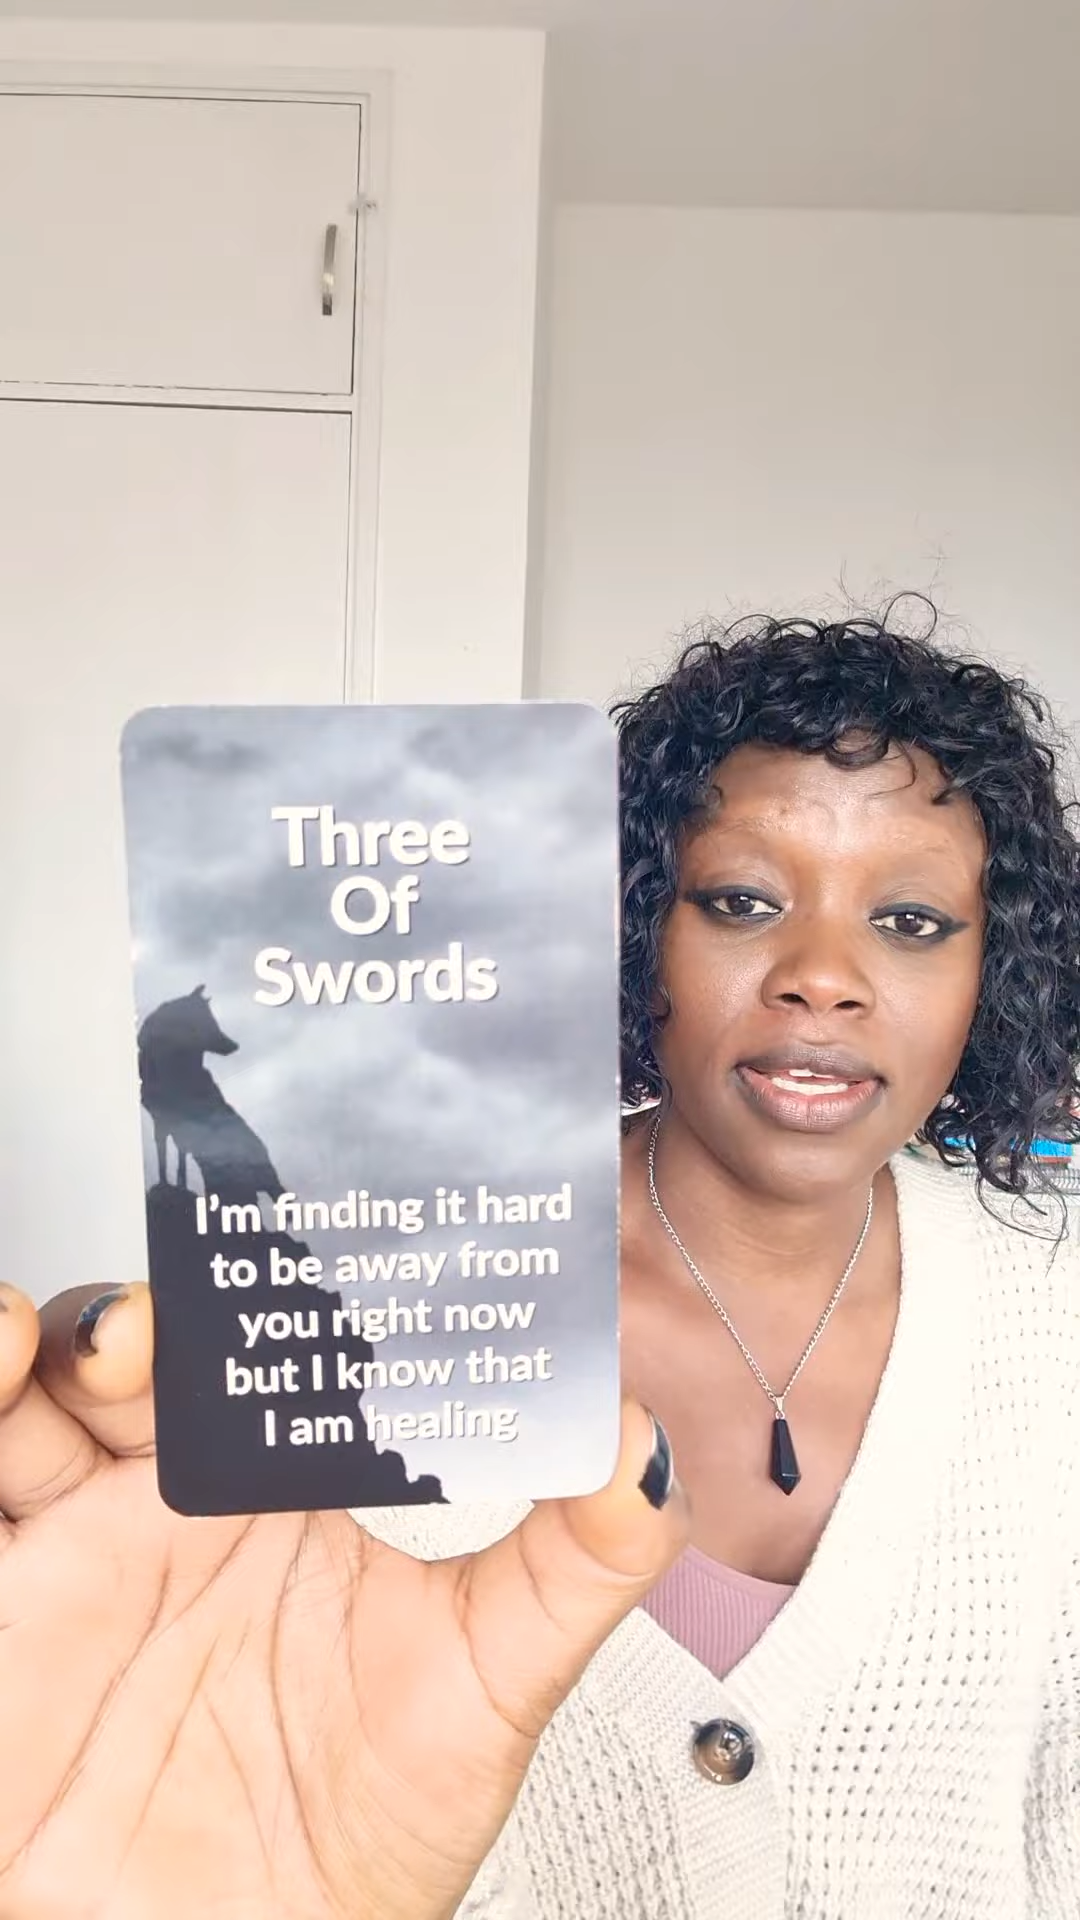 Three
Of
Swords
I'm finding it hard
to be away from
you right now
but I know that
I am healing